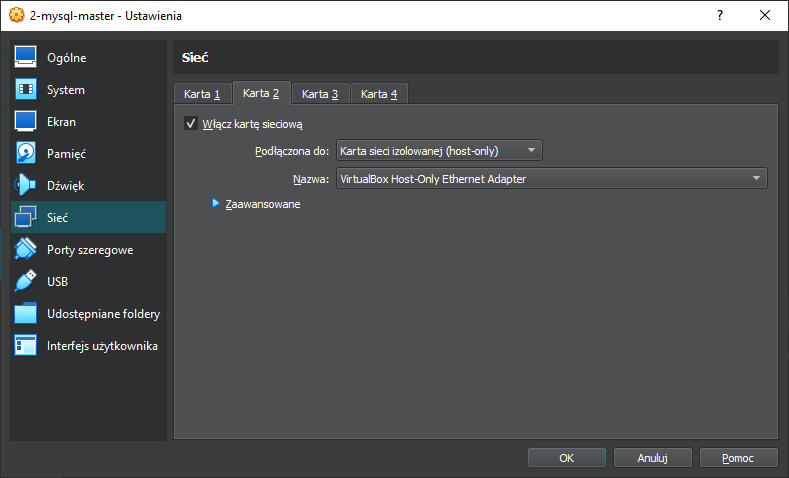 2-mysql-master - Ustawienia
?
Ogólne
System
Ekran
Pamięć
Dźwięk
Sieć
Porty szeregowe
USB
Udostępniane foldery
Interfejs użytkownika
Sieć
Karta 1 Karta 2 Karta 3 Karta 4
Włącz kartę sieciową
Podłączona do: Karta sieci izolowanej (host-only)
Nazwa: VirtualBox Host-Only Ethernet Adapter
Zaawansowane
OK Anuluj Pomoc